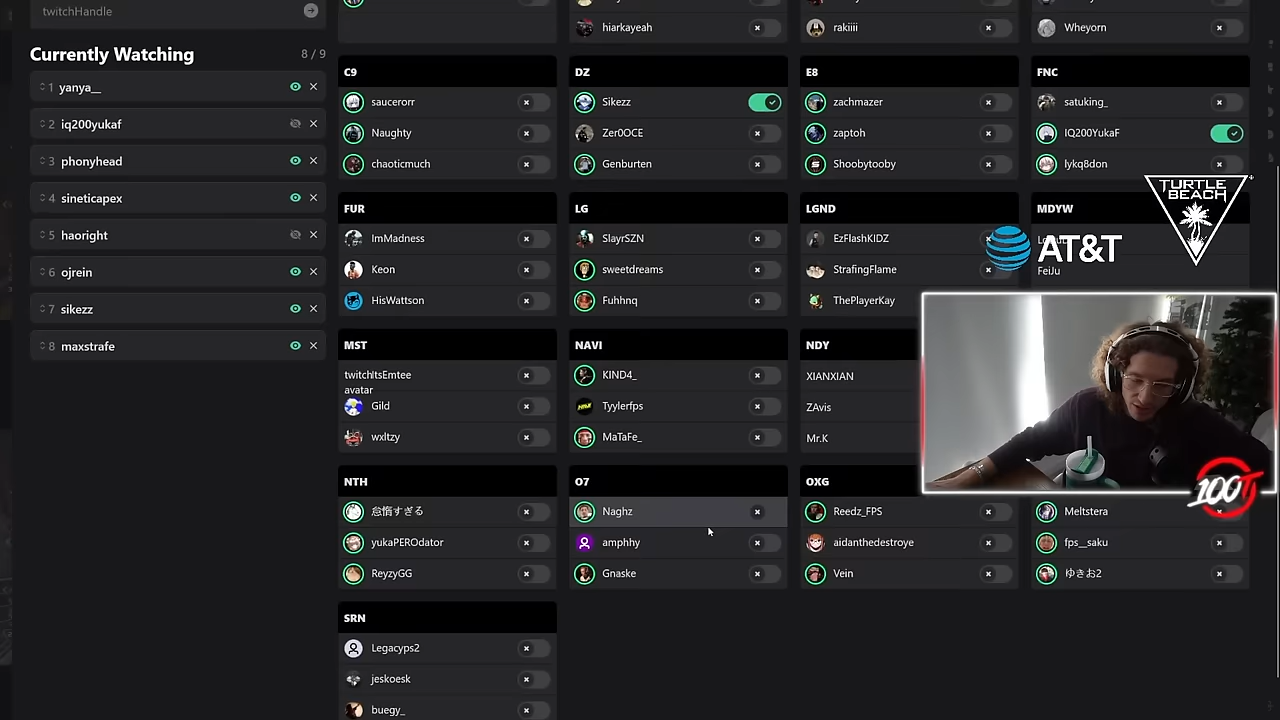 twitchHandle
Currently Watching
8 / 9
1 yanya__
2 iq200yukaf
3 phonyhead
4 sineticapex
5 haoright
6 ojrein
7 sikezz
8 maxstrafe
hiarkayeah
rakiiii
Wheyorn
C9
saucerorr
Naughty
chaoticmuch
DZ
Sikezz
Zer0OCE
Genburten
E8
zachmazer
zaptoh
Shoobytooby
FNC
satuking_
IQ200YukaF
lykq8don
FUR
ImMadness
Keon
HisWattson
LG
SlayrSZN
sweetdreams
Fuhhnq
LGND
EzFlashKIDZ
StrafingFlame
ThePlayerKay
MDYW
FeiJu
TURTLE
BEACH
AT&T
MST
twitchItsEmtee
avatar
Gild
wxltzy
NAVI
KIND4_
Tyylerfps
MaTaFe_
NDY
XIANXIAN
ZAvis
Mr.K
NTH
怠惰すぎる
yukaPEROdator
ReyzyGG
O7
Naghz
amphhy
Gnaske
OXG
Reedz_FPS
aidanthedestroye
Vein
Meltstera
fps__saku
ゆきお2
100T
SRN
Legacyps2
jeskoesk
buegy_